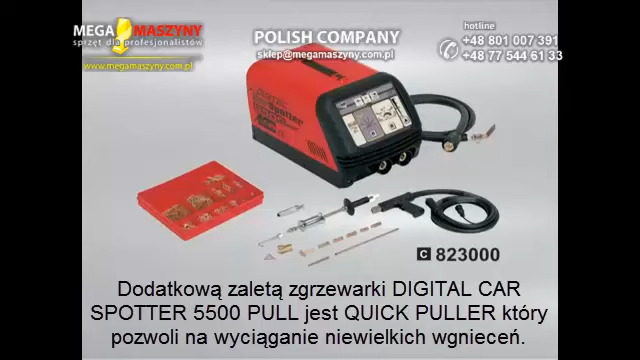 MEGA MASZYNY
sprzęt dla profesjonalistów
www.megamaszyny.com.pl
POLISH COMPANY
sklep@megamaszyny.com.pl
hotline
+48 801 007 391
+48 77 544 61 33
DIGITAL
Spotter
C 823000
Dodatkową zaletą zgrzewarki DIGITAL CAR
SPOTTER 5500 PULL jest QUICK PULLER który
pozwoli na wyciąganie niewielkich wgnieceń.